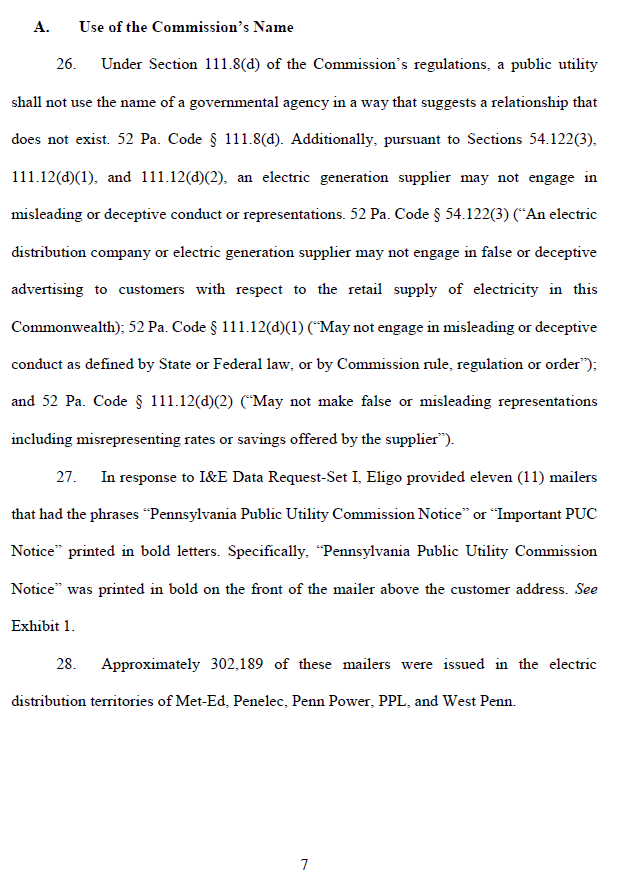 A. Use of the Commission’s Name
26. Under Section 111.8(d) of the Commission’s regulations, a public utility
shall not use the name of a governmental agency in a way that suggests a relationship that
does not exist. 52 Pa. Code § 111.8(d). Additionally, pursuant to Sections 54.122(3),
111.12(d)(1), and 111.12(d)(2), an electric generation supplier may not engage in
misleading or deceptive conduct or representations. 52 Pa. Code § 54.122(3) (“An electric
distribution company or electric generation supplier may not engage in false or deceptive
advertising to customers with respect to the retail supply of electricity in this
Commonwealth); 52 Pa. Code § 111.12(d)(1) (“May not engage in misleading or deceptive
conduct as defined by State or Federal law, or by Commission rule, regulation or order”);
and 52 Pa. Code § 111.12(d)(2) (“May not make false or misleading representations
including misrepresenting rates or savings offered by the supplier”).
27. In response to I&E Data Request-Set I, Eligo provided eleven (11) mailers
that had the phrases “Pennsylvania Public Utility Commission Notice” or “Important PUC
Notice” printed in bold letters. Specifically, “Pennsylvania Public Utility Commission
Notice” was printed in bold on the front of the mailer above the customer address. See
Exhibit 1.
28. Approximately 302,189 of these mailers were issued in the electric
distribution territories of Met-Ed, Penelec, Penn Power, PPL, and West Penn.
7